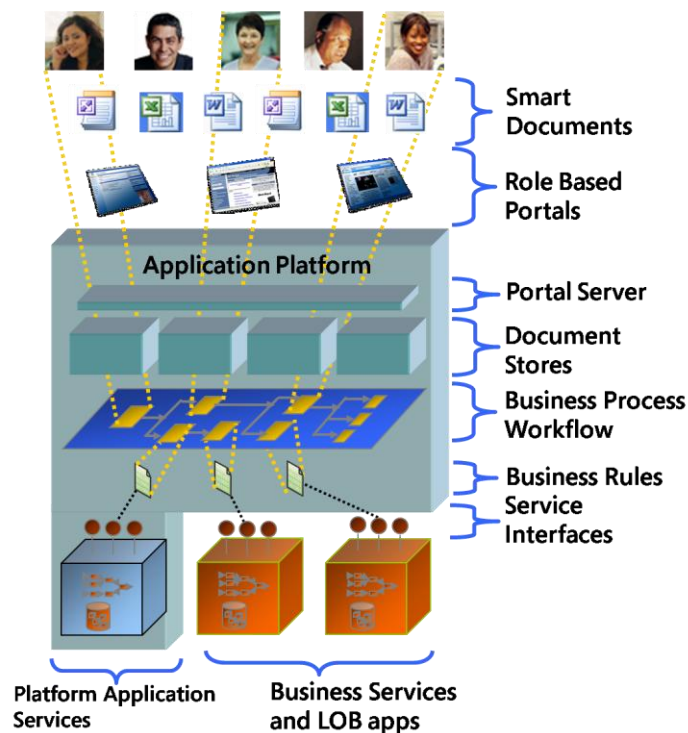 Smart
Documents
Role Based
Portals
Application Platform
Portal Server
Document
Stores
Business Process
Workflow
Business Rules
Service
Interfaces
Platform Application
Services
Business Services
and LOB apps